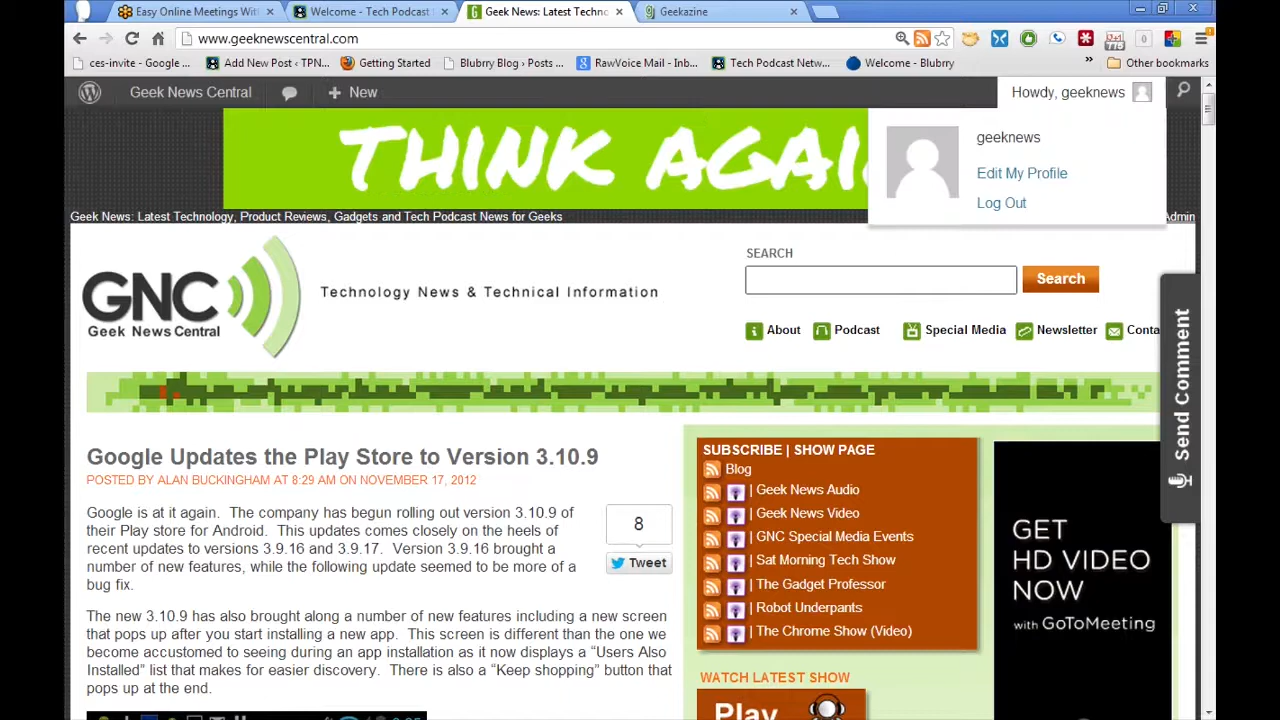 Easy Online Meetings Wit
Welcome - Tech Podcast
Geek News: Latest Techno
Geekazine
www.geeknewscentral.com
ces-invite - Google ...
Add New Post ‹ TPN...
Getting Started
Blubrry Blog › Posts...
RawVoice Mail - Inb...
Tech Podcast Netw...
Welcome - Blubrry
»
Other bookmarks
Geek News Central
+ New
Howdy, geeknews
THINK AGAI
geeknews
Edit My Profile
Log Out
Geek News: Latest Technology, Product Reviews, Gadgets and Tech Podcast News for Geeks
Admin
SEARCH
Search
GNC
Geek News Central
Technology News & Technical Information
About
Podcast
Special Media
Newsletter
Conta
Send Comment
Google Updates the Play Store to Version 3.10.9
POSTED BY ALAN BUCKINGHAM AT 8:29 AM ON NOVEMBER 17, 2012
Google is at it again. The company has begun rolling out version 3.10.9 of
their Play store for Android. This updates comes closely on the heels of
recent updates to versions 3.9.16 and 3.9.17. Version 3.9.16 brought a
number of new features, while the following update seemed to be more of a
bug fix.
8
Tweet
The new 3.10.9 has also brought along a number of new features including a new screen
that pops up after you start installing a new app. This screen is different than the one we
become accustomed to seeing during an app installation as it now displays a “Users Also
Installed” list that makes for easier discovery. There is also a “Keep shopping” button that
pops up at the end.
SUBSCRIBE | SHOW PAGE
Blog
| Geek News Audio
| Geek News Video
| GNC Special Media Events
| Sat Morning Tech Show
| The Gadget Professor
| Robot Underpants
| The Chrome Show (Video)
WATCH LATEST SHOW
Play
GET
HD VIDEO
NOW
with GoToMeeting